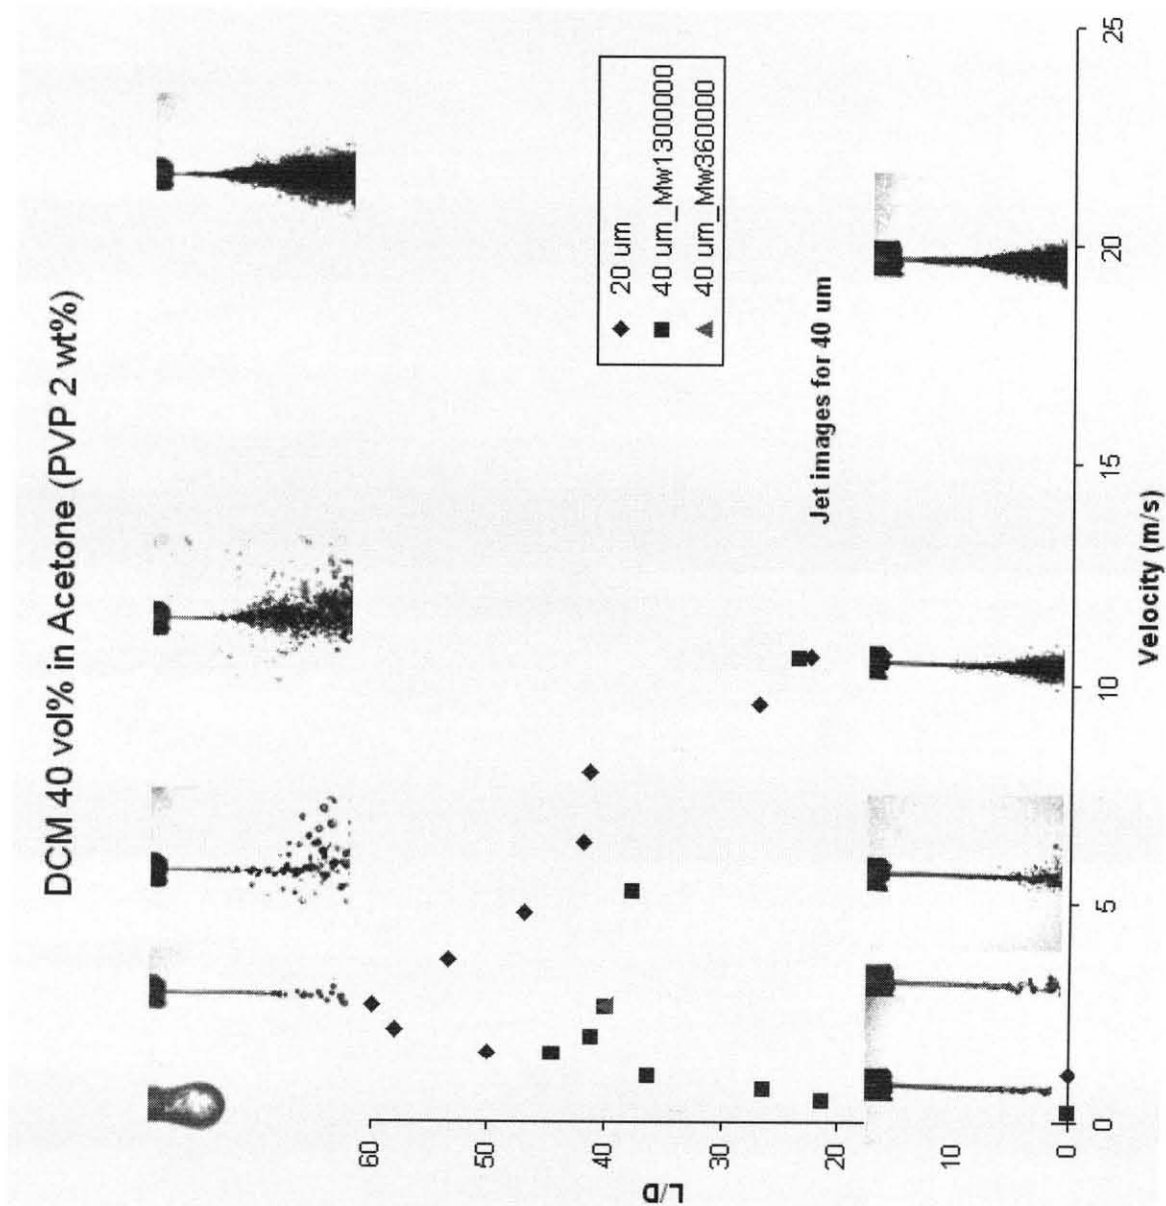 DCM 40 vol% in Acetone (PVP 2 wt%)
20 um
40 um_Mw1300000
40 um_Mw360000
Jet images for 40 um
L/D
60
50
40
30
20
10
0
0
5
10
15
20
25
Velocity (m/s)